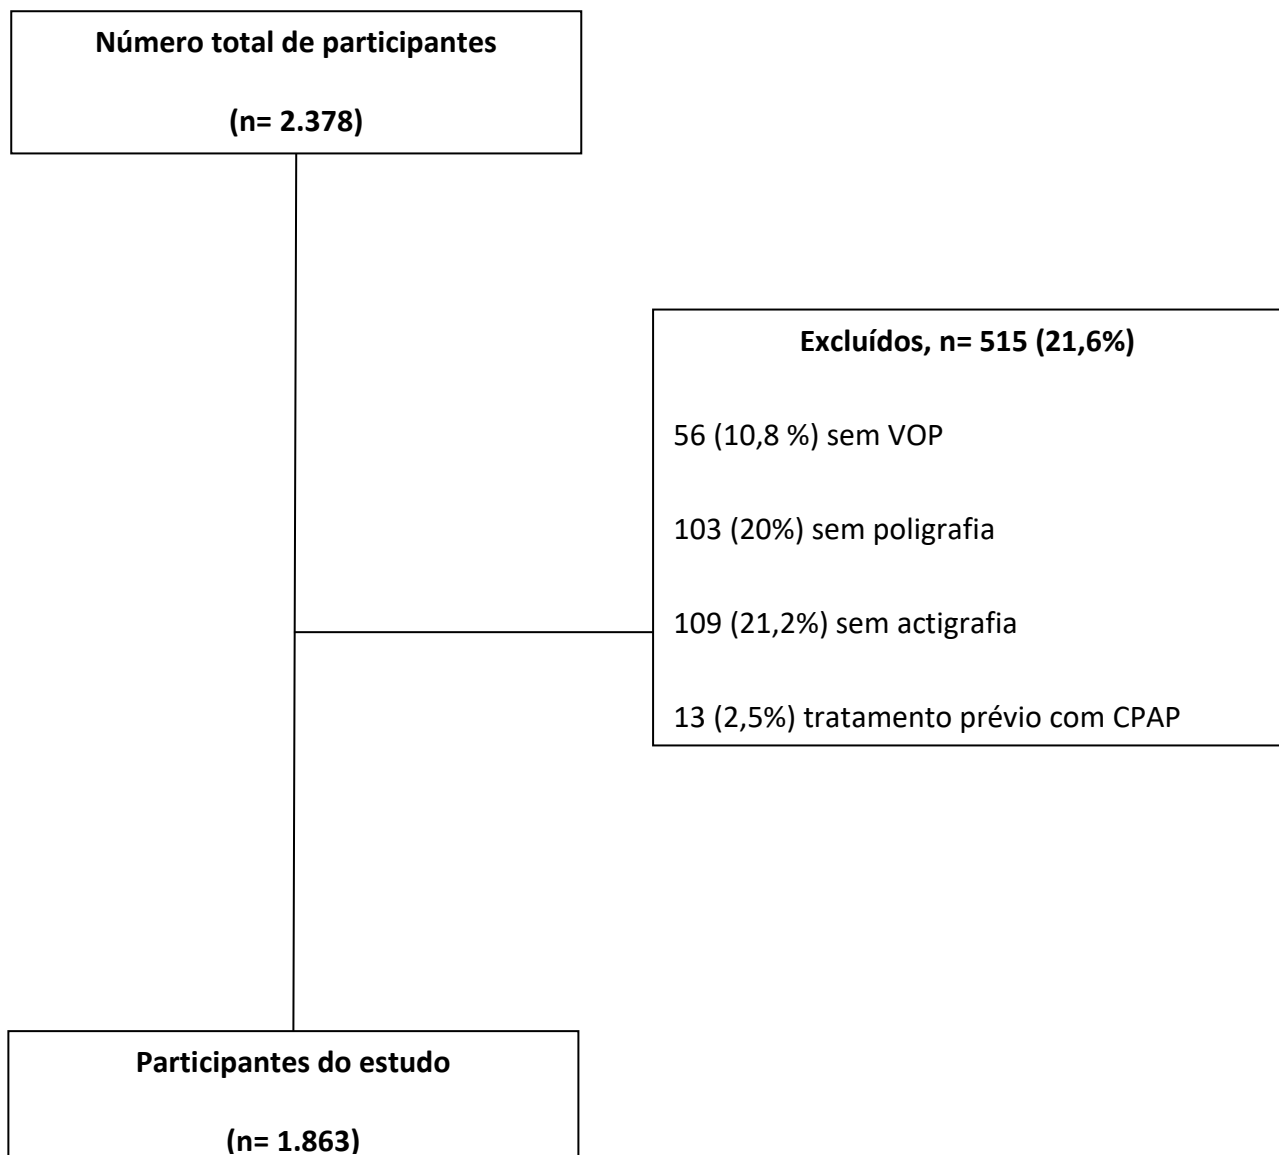 Número total de participantes
(n= 2.378)
Excluídos, n= 515 (21,6%)
56 (10,8 %) sem VOP
103 (20%) sem poligrafia
109 (21,2%) sem actigrafia
13 (2,5%) tratamento prévio com CPAP
Participantes do estudo
(n= 1.863)